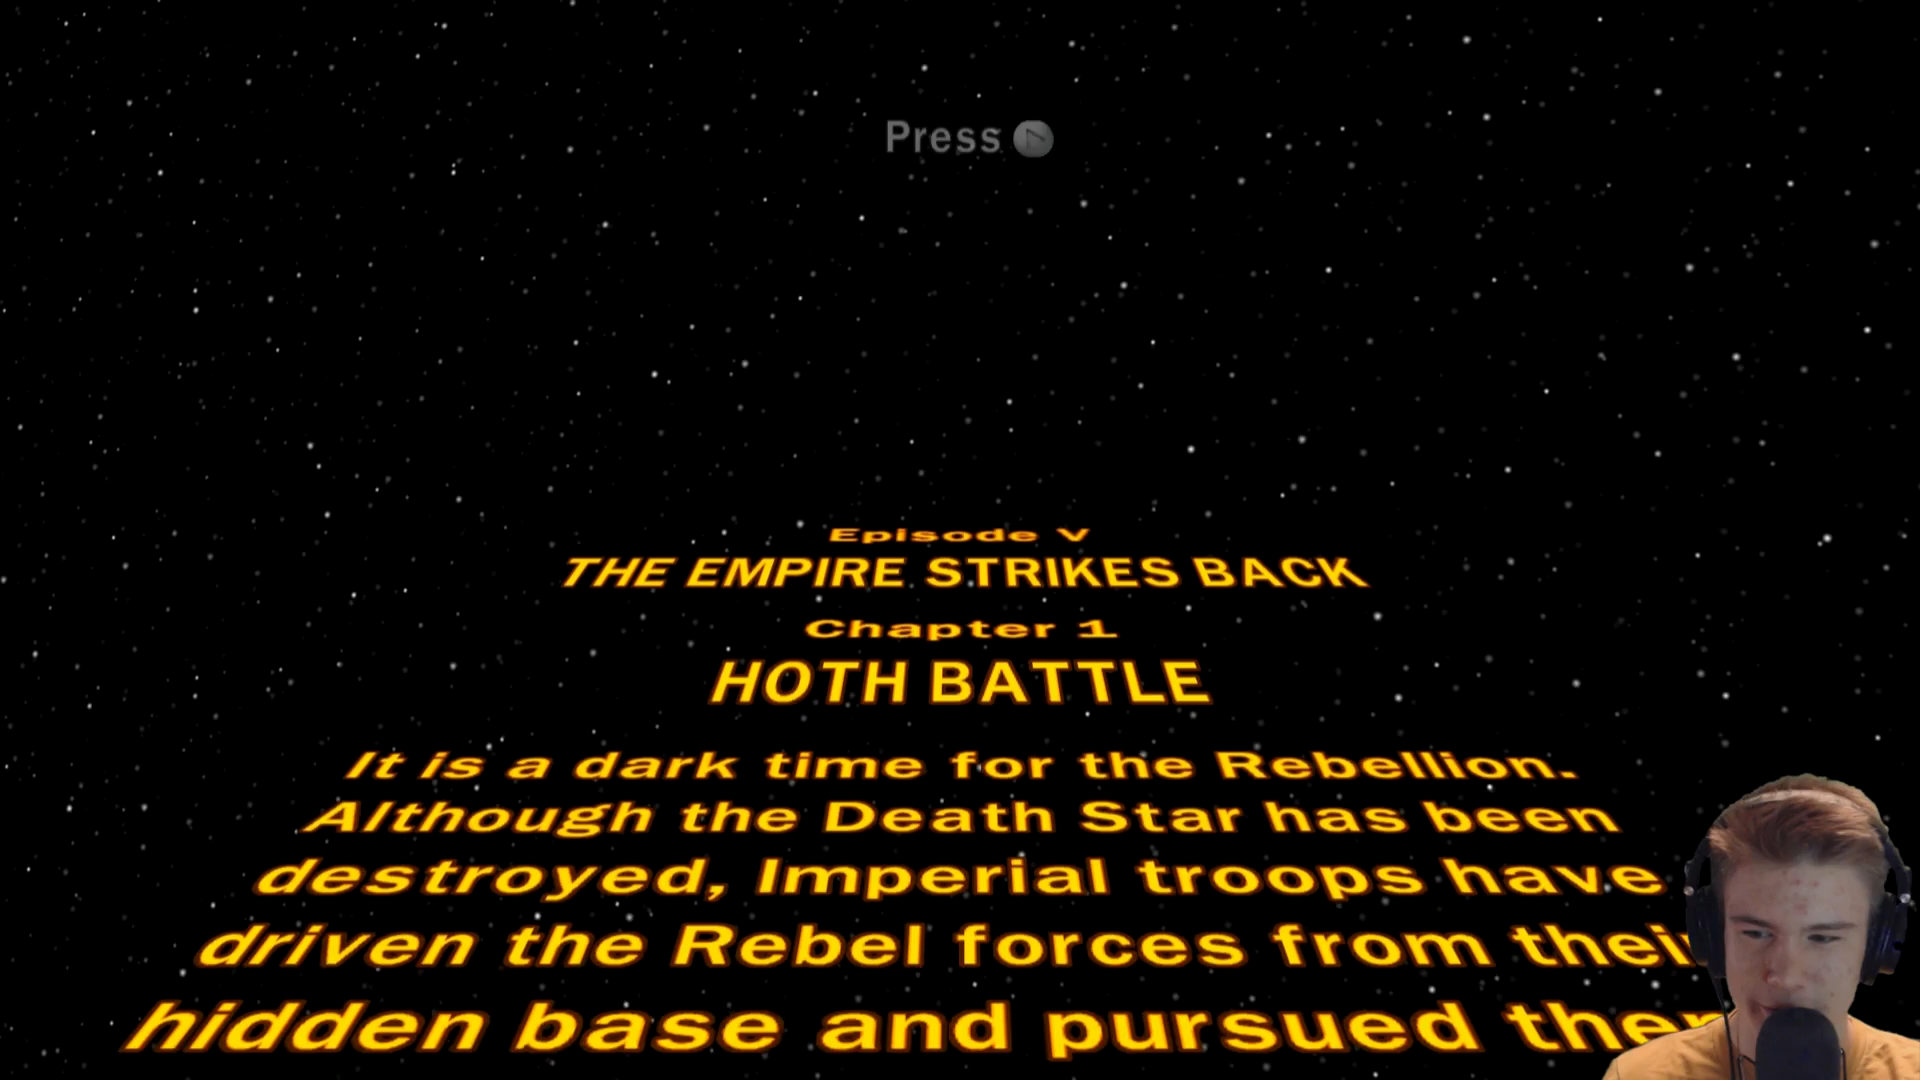 Press
Episode V
THE EMPIRE STRIKES BACK
Chapter 1
HOTH BATTLE
It is a dark time for the Rebellion.
Although the Death Star has been
destroyed, Imperial troops have
driven the Rebel forces from their
hidden base and pursued